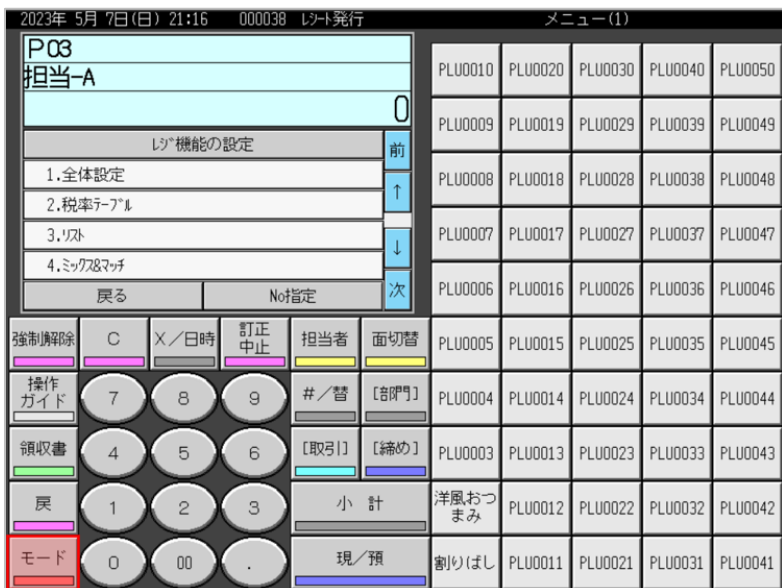 2023年 5月 7日(日) 21:16 000038 ﾚｼｰﾄ発行 メニュー(1)
P03
担当-A
0
ﾚｼﾞ機能の設定
前
1.全体設定
↑
2.税率ﾃｰﾌﾞﾙ
3.ﾘｽﾄ
↓
4.ﾐｯｸｽ&ﾏｯﾁ
戻る No指定 次
PLU0010 PLU0020 PLU0030 PLU0040 PLU0050
PLU0009 PLU0019 PLU0029 PLU0039 PLU0049
PLU0008 PLU0018 PLU0028 PLU0038 PLU0048
PLU0007 PLU0017 PLU0027 PLU0037 PLU0047
PLU0006 PLU0016 PLU0026 PLU0036 PLU0046
強制解除 C X/日時 訂正
中止
担当者 面切替 PLU0005 PLU0015 PLU0025 PLU0035 PLU0045
操作
ガイド
7 8 9 #/替 [部門] PLU0004 PLU0014 PLU0024 PLU0034 PLU0044
領収書 4 5 6 [取引] [締め] PLU0003 PLU0013 PLU0023 PLU0033 PLU0043
戻 1 2 3 小 計 洋風おつ
まみ
PLU0012 PLU0022 PLU0032 PLU0042
モード 0 00 . 現/預 割りばし PLU0011 PLU0021 PLU0031 PLU0041